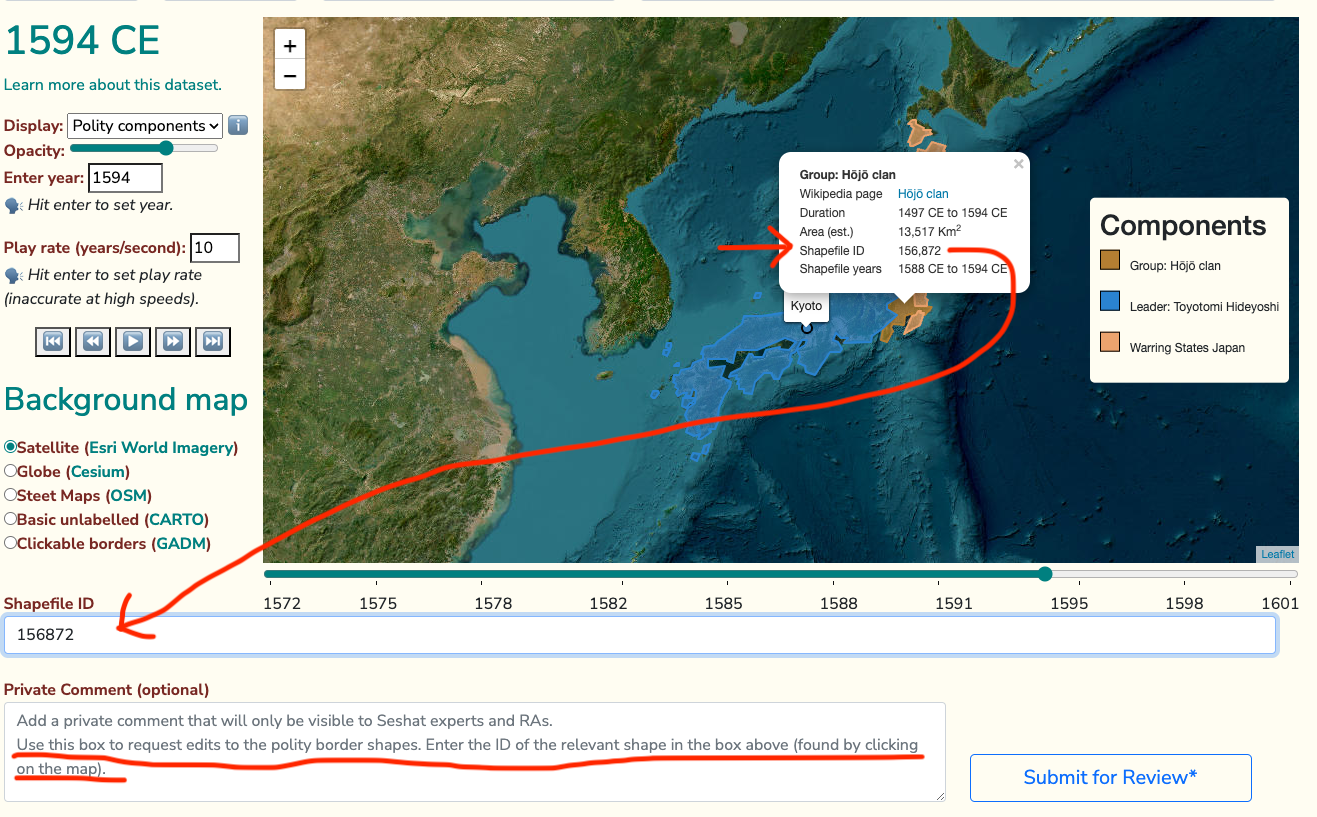 1594 CE
Learn more about this dataset.
Display: Polity components
Opacity:
Enter year: 1594
Hit enter to set year.
Play rate (years/second): 10
Hit enter to set play rate
(inaccurate at high speeds).
Background map
Satellite (Esri World Imagery)
Globe (Cesium)
Steet Maps (OSM)
Basic unlabelled (CARTO)
Clickable borders (GADM)
+
−
Group: Hōjō clan
Wikipedia page Hōjō clan
Duration 1497 CE to 1594 CE
Area (est.) 13,517 Km2
Shapefile ID 156,872
Shapefile years 1588 CE to 1594 CE
×
Kyoto
Components
Group: Hōjō clan
Leader: Toyotomi Hideyoshi
Warring States Japan
Leaflet
1572 1575 1578 1582 1585 1588 1591 1595 1598 1601
Shapefile ID
156872
Private Comment (optional)
Add a private comment that will only be visible to Seshat experts and RAs.
Use this box to request edits to the polity border shapes. Enter the ID of the relevant shape in the box above (found by clicking
on the map).
Submit for Review*